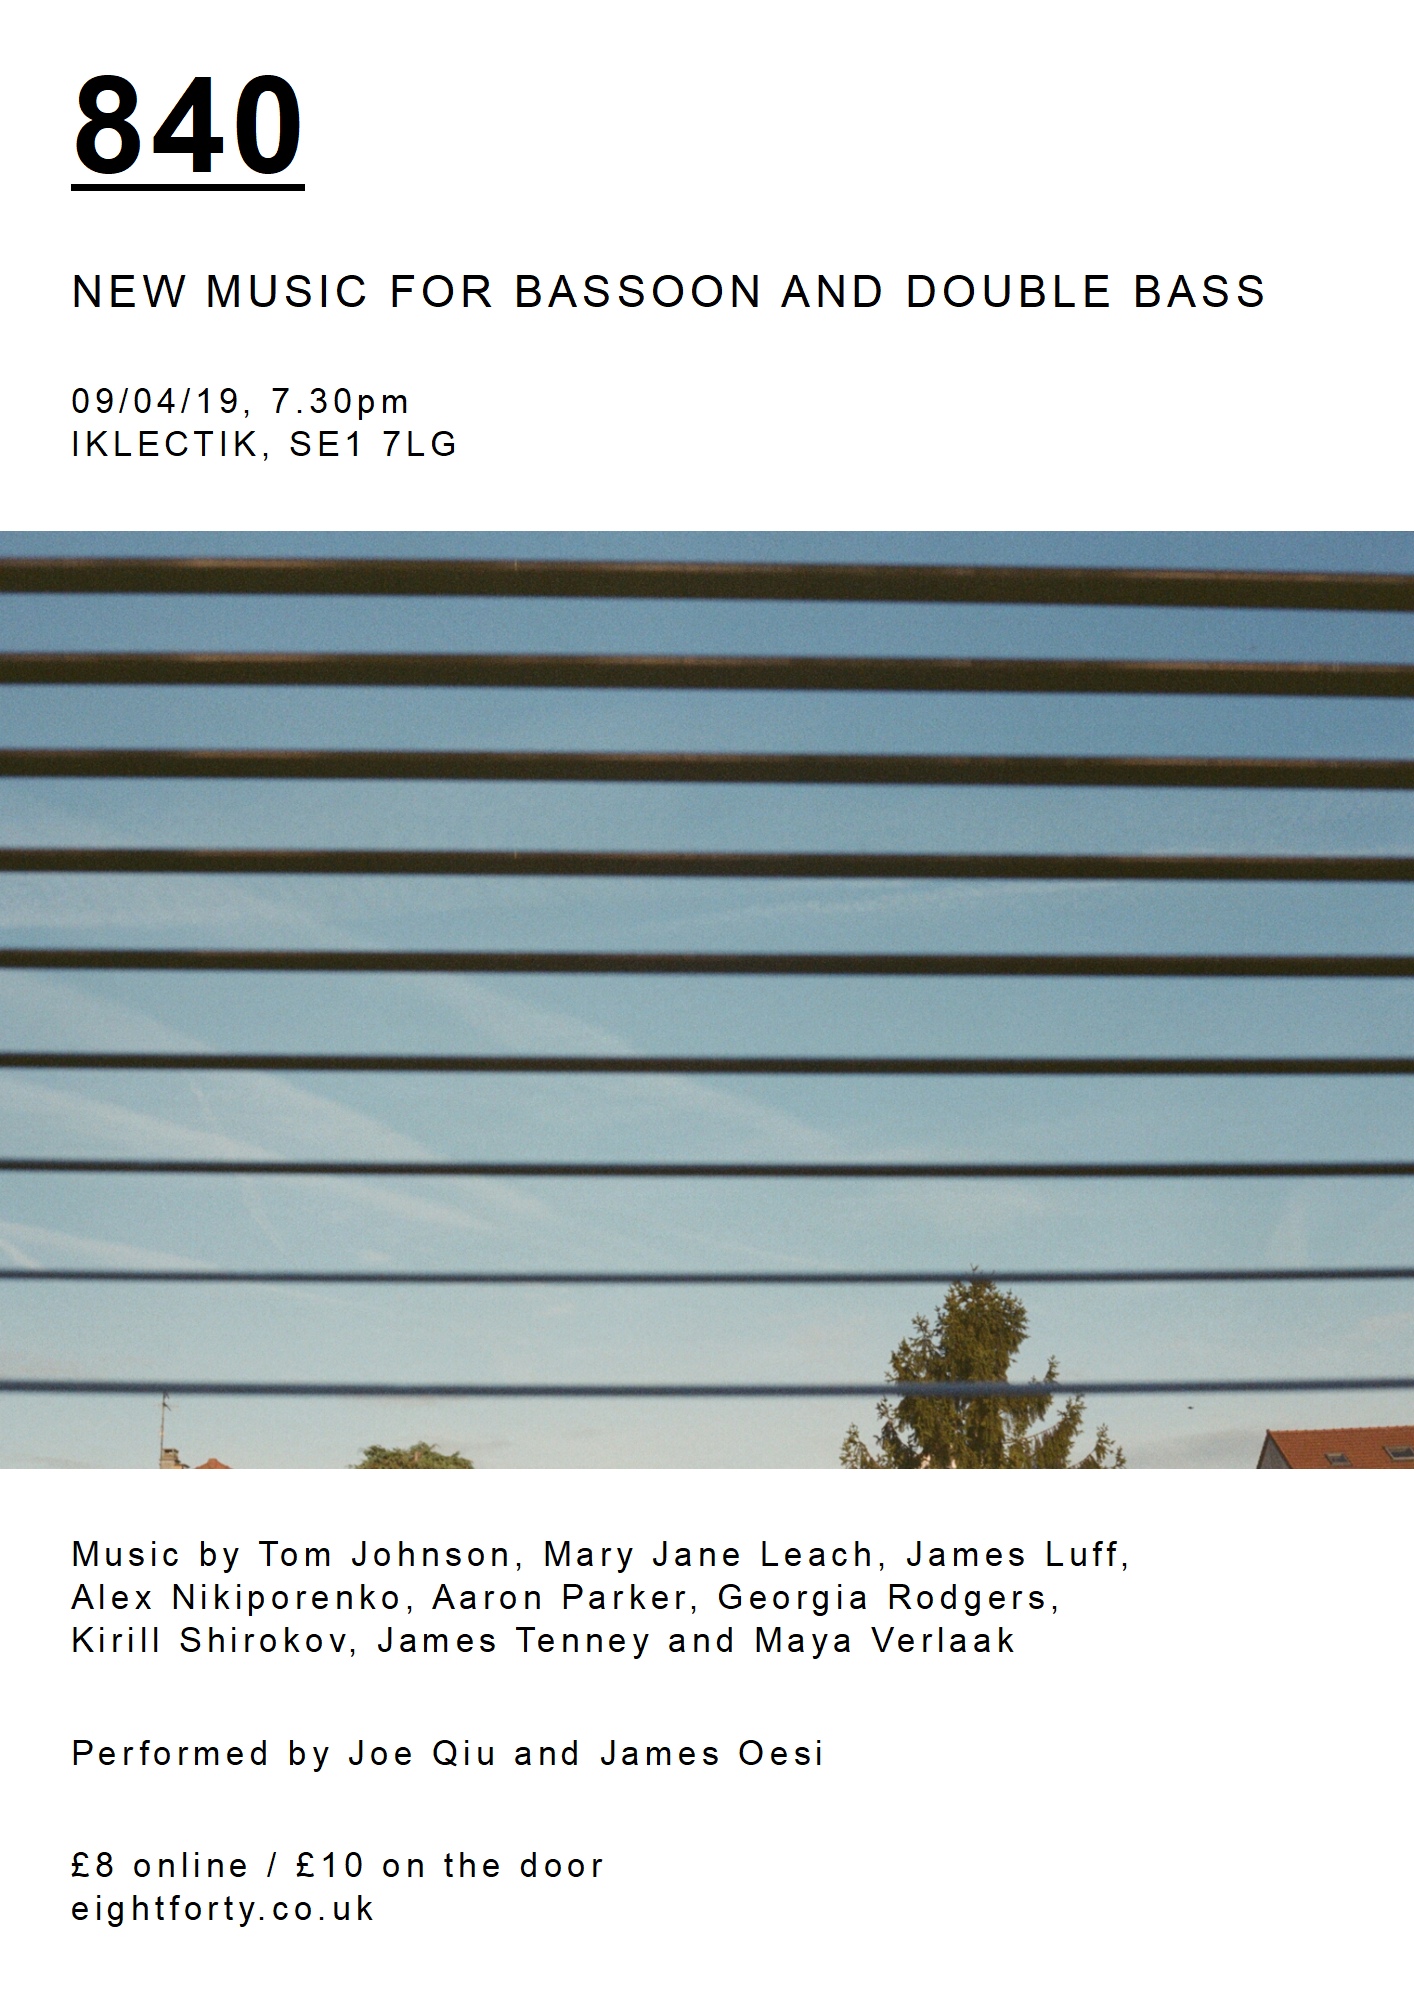 840
NEW MUSIC FOR BASSOON AND DOUBLE BASS
09/04/19, 7.30pm
IKLECTIK, SE1 7LG
Music by Tom Johnson, Mary Jane Leach, James Luff,
Alex Nikiporenko, Aaron Parker, Georgia Rodgers,
Kirill Shirokov, James Tenney and Maya Verlaak
Performed by Joe Qiu and James Oesi
£8 online / £10 on the door
eightforty.co.uk